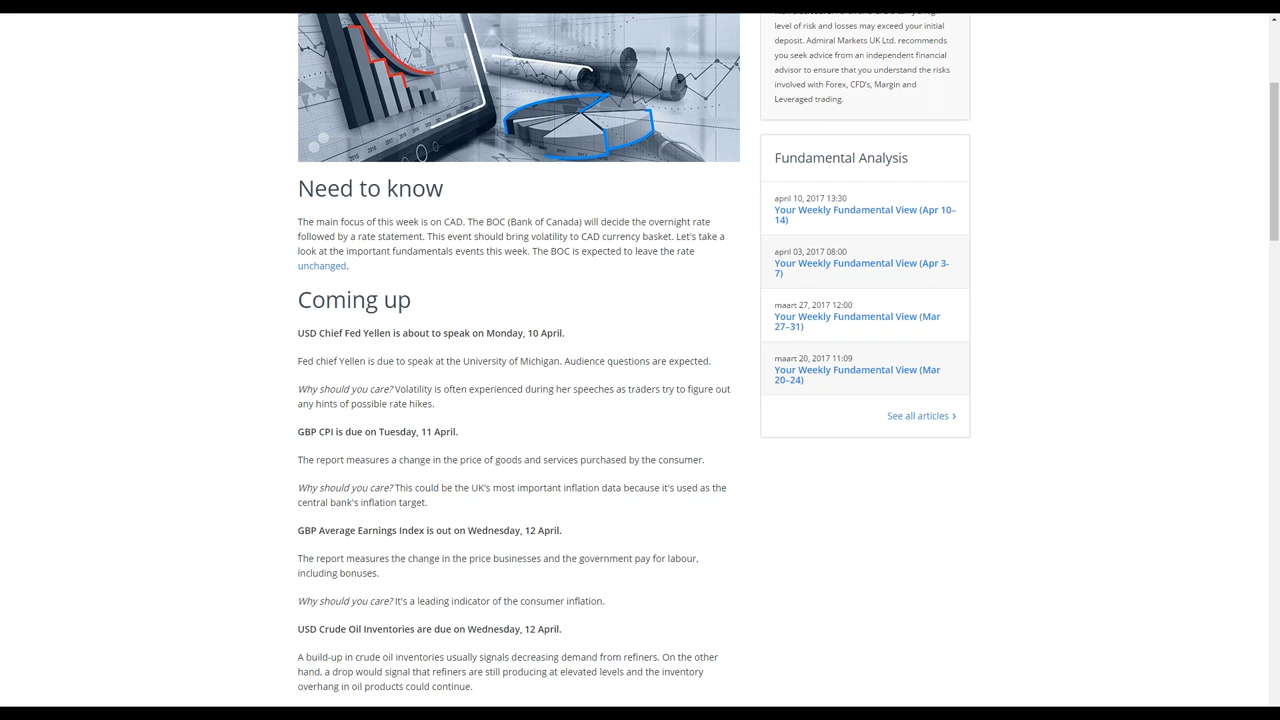 level of risk and losses may exceed your initial
deposit. Admiral Markets UK Ltd. recommends
you seek advice from an independent financial
advisor to ensure that you understand the risks
involved with Forex, CFD's, Margin and
Leveraged trading.
Need to know
The main focus of this week is on CAD. The BOC (Bank of Canada) will decide the overnight rate
followed by a rate statement. This event should bring volatility to CAD currency basket. Let's take a
look at the important fundamentals events this week. The BOC is expected to leave the rate
unchanged.
Coming up
USD Chief Fed Yellen is about to speak on Monday, 10 April.
Fed chief Yellen is due to speak at the University of Michigan. Audience questions are expected.
Why should you care? Volatility is often experienced during her speeches as traders try to figure out
any hints of possible rate hikes.
GBP CPI is due on Tuesday, 11 April.
The report measures a change in the price of goods and services purchased by the consumer.
Why should you care? This could be the UK's most important inflation data because it's used as the
central bank's inflation target.
GBP Average Earnings Index is out on Wednesday, 12 April.
The report measures the change in the price businesses and the government pay for labour,
including bonuses.
Why should you care? It's a leading indicator of the consumer inflation.
USD Crude Oil Inventories are due on Wednesday, 12 April.
A build-up in crude oil inventories usually signals decreasing demand from refiners. On the other
hand, a drop would signal that refiners are still producing at elevated levels and the inventory
overhang in oil products could continue.
Fundamental Analysis
april 10, 2017 13:30
Your Weekly Fundamental View (Apr 10–
14)
april 03, 2017 08:00
Your Weekly Fundamental View (Apr 3-
7)
maart 27, 2017 12:00
Your Weekly Fundamental View (Mar
27–31)
maart 20, 2017 11:09
Your Weekly Fundamental View (Mar
20–24)
See all articles ›